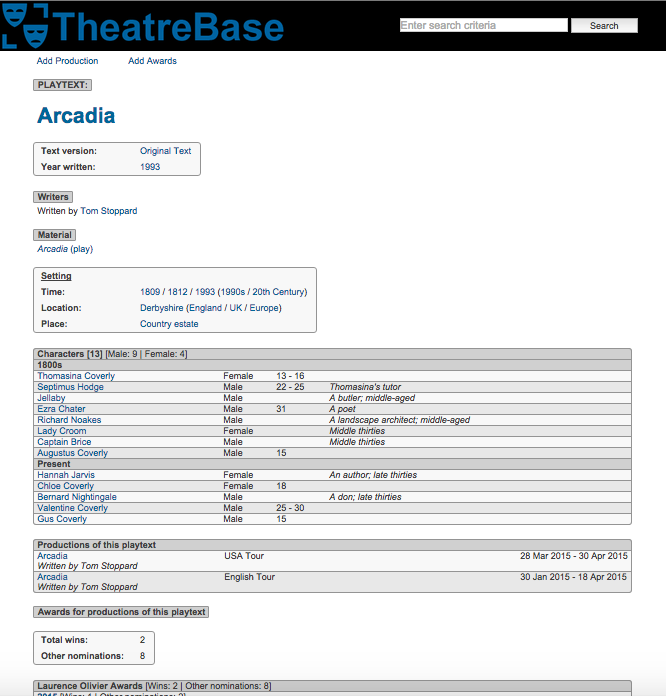 TheatreBase
Enter search criteria
Search
Add Production Add Awards
PLAYTEXT:
Arcadia
Text version: Original Text
Year written: 1993
Writers
Written by Tom Stoppard
Material
Arcadia (play)
Setting
Time: 1809 / 1812 / 1993 (1990s / 20th Century)
Location: Derbyshire (England / UK / Europe)
Place: Country estate
Characters [13] [Male: 9 | Female: 4]
1800s
Thomasina Coverly Female 13 - 16
Septimus Hodge Male 22 - 25 Thomasina's tutor
Jellaby Male A butler; middle-aged
Ezra Chater Male 31 A poet
Richard Noakes Male A landscape architect; middle-aged
Lady Croom Female Middle thirties
Captain Brice Male Middle thirties
Augustus Coverly Male 15
Present
Hannah Jarvis Female An author; late thirties
Chloe Coverly Female 18
Bernard Nightingale Male A don; late thirties
Valentine Coverly Male 25 - 30
Gus Coverly Male 15
Productions of this playtext
Arcadia USA Tour 28 Mar 2015 - 30 Apr 2015
Written by Tom Stoppard
Arcadia English Tour 30 Jan 2015 - 18 Apr 2015
Written by Tom Stoppard
Awards for productions of this playtext
Total wins: 2
Other nominations: 8
Laurence Olivier Awards [Wins: 2 | Other nominations: 8]